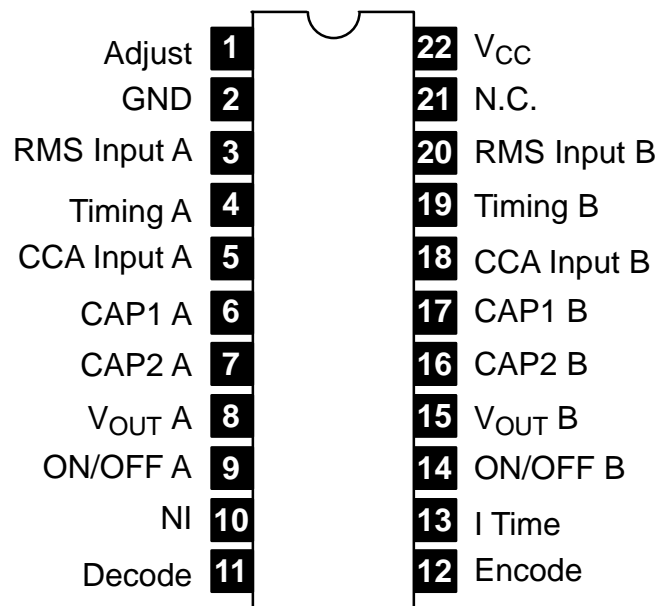 Adjust 1 22 VCC
GND 2 21 N.C.
RMS Input A 3 20 RMS Input B
Timing A 4 19 Timing B
CCA Input A 5 18 CCA Input B
CAP1 A 6 17 CAP1 B
CAP2 A 7 16 CAP2 B
VOUT A 8 15 VOUT B
ON/OFF A 9 14 ON/OFF B
NI 10 13 I Time
Decode 11 12 Encode